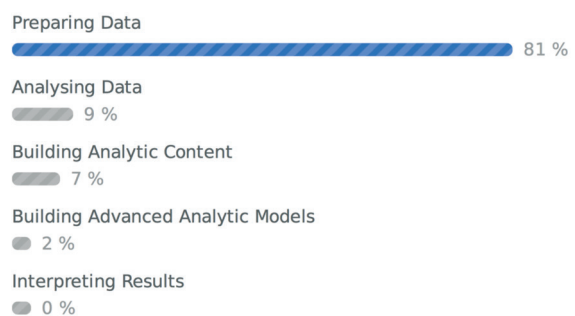 Preparing Data
81 %
Analysing Data
9 %
Building Analytic Content
7 %
Building Advanced Analytic Models
2 %
Interpreting Results
0 %